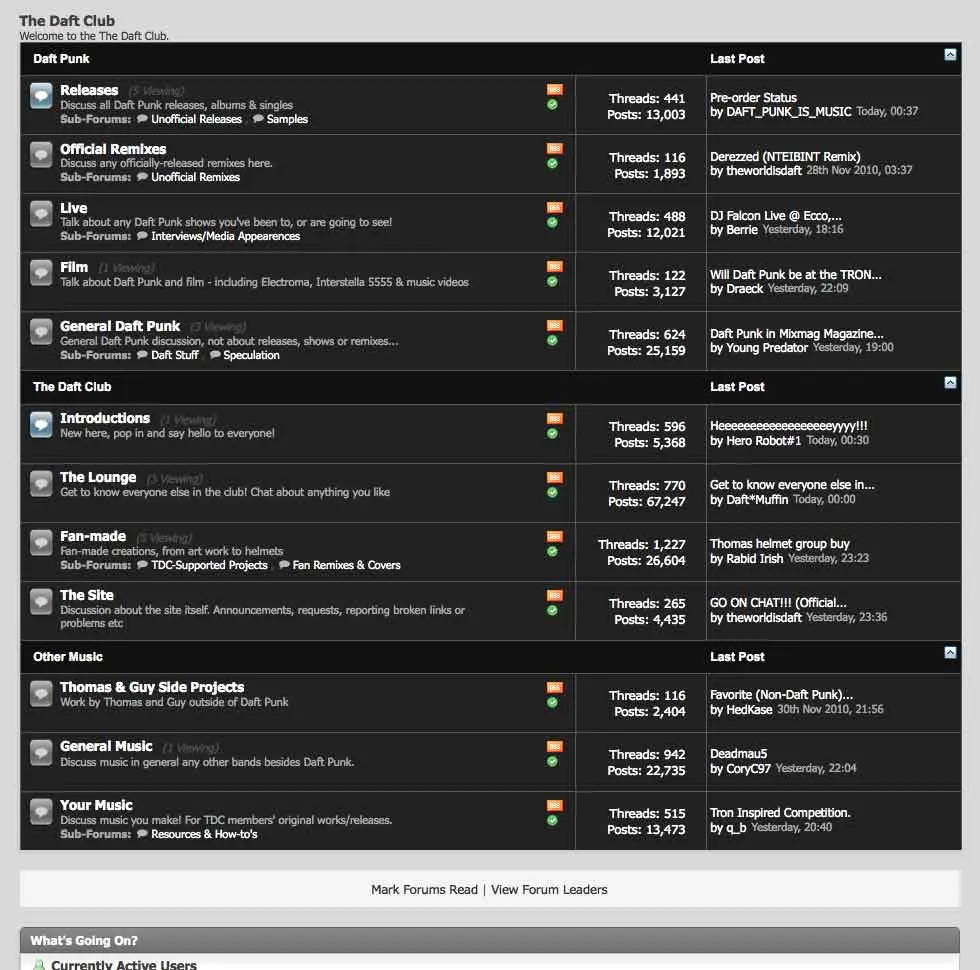 The Daft Club
Welcome to the The Daft Club.
Daft Punk Last Post
Releases (5 Viewing)
Discuss all Daft Punk releases, albums & singles
Sub-Forums: Unofficial Releases , Samples
RSS
Threads: 441
Posts: 13,003
Pre-order Status
by DAFT_PUNK_IS_MUSIC Today, 00:37
Official Remixes
Discuss any officially-released remixes here.
Sub-Forums: Unofficial Remixes
RSS
Threads: 116
Posts: 1,893
Derezzed (NTEIBINT Remix)
by theworldisdaft 28th Nov 2010, 03:37
Live
Talk about any Daft Punk shows you've been to, or are going to see!
Sub-Forums: Interviews/Media Appearences
RSS
Threads: 488
Posts: 12,021
DJ Falcon Live @ Ecco,...
by Berrie Yesterday, 18:16
Film (1 Viewing)
Talk about Daft Punk and film - including Electroma, Interstella 5555 & music videos
RSS
Threads: 122
Posts: 3,127
Will Daft Punk be at the TRON...
by Draeck Yesterday, 22:09
General Daft Punk (3 Viewing)
General Daft Punk discussion, not about releases, shows or remixes...
Sub-Forums: Daft Stuff , Speculation
RSS
Threads: 624
Posts: 25,159
Daft Punk in Mixmag Magazine...
by Young Predator Yesterday, 19:00
The Daft Club Last Post
Introductions (1 Viewing)
New here, pop in and say hello to everyone!
RSS
Threads: 596
Posts: 5,368
by Hero Robot#1 Today, 00:30
The Lounge (3 Viewing)
Get to know everyone else in the club! Chat about anything you like
RSS
Threads: 770
Posts: 67,247
Get to know everyone else in...
by Daft*Muffin Today, 00:00
Fan-made (5 Viewing)
Fan-made creations, from art work to helmets
Sub-Forums: TDC-Supported Projects , Fan Remixes & Covers
RSS
Threads: 1,227
Posts: 26,604
Thomas helmet group buy
by Rabid Irish Yesterday, 23:23
The Site
Discussion about the site itself. Announcements, requests, reporting broken links or
problems etc
RSS
Threads: 265
Posts: 4,435
GO ON CHAT!!! (Official...
by theworldisdaft Yesterday, 23:36
Other Music Last Post
Thomas & Guy Side Projects
Work by Thomas and Guy outside of Daft Punk
RSS
Threads: 116
Posts: 2,404
Favorite (Non-Daft Punk)...
by HedKase 30th Nov 2010, 21:56
General Music (1 Viewing)
Discuss music in general any other bands besides Daft Punk.
RSS
Threads: 942
Posts: 22,735
Deadmau5
by CoryC97 Yesterday, 22:04
Your Music
Discuss music you make! For TDC members' original works/releases.
Sub-Forums: Resources & How-to's
RSS
Threads: 515
Posts: 13,473
Tron Inspired Competition.
by q_b Yesterday, 20:40
Mark Forums Read | View Forum Leaders
What's Going On?
Currently Active Users